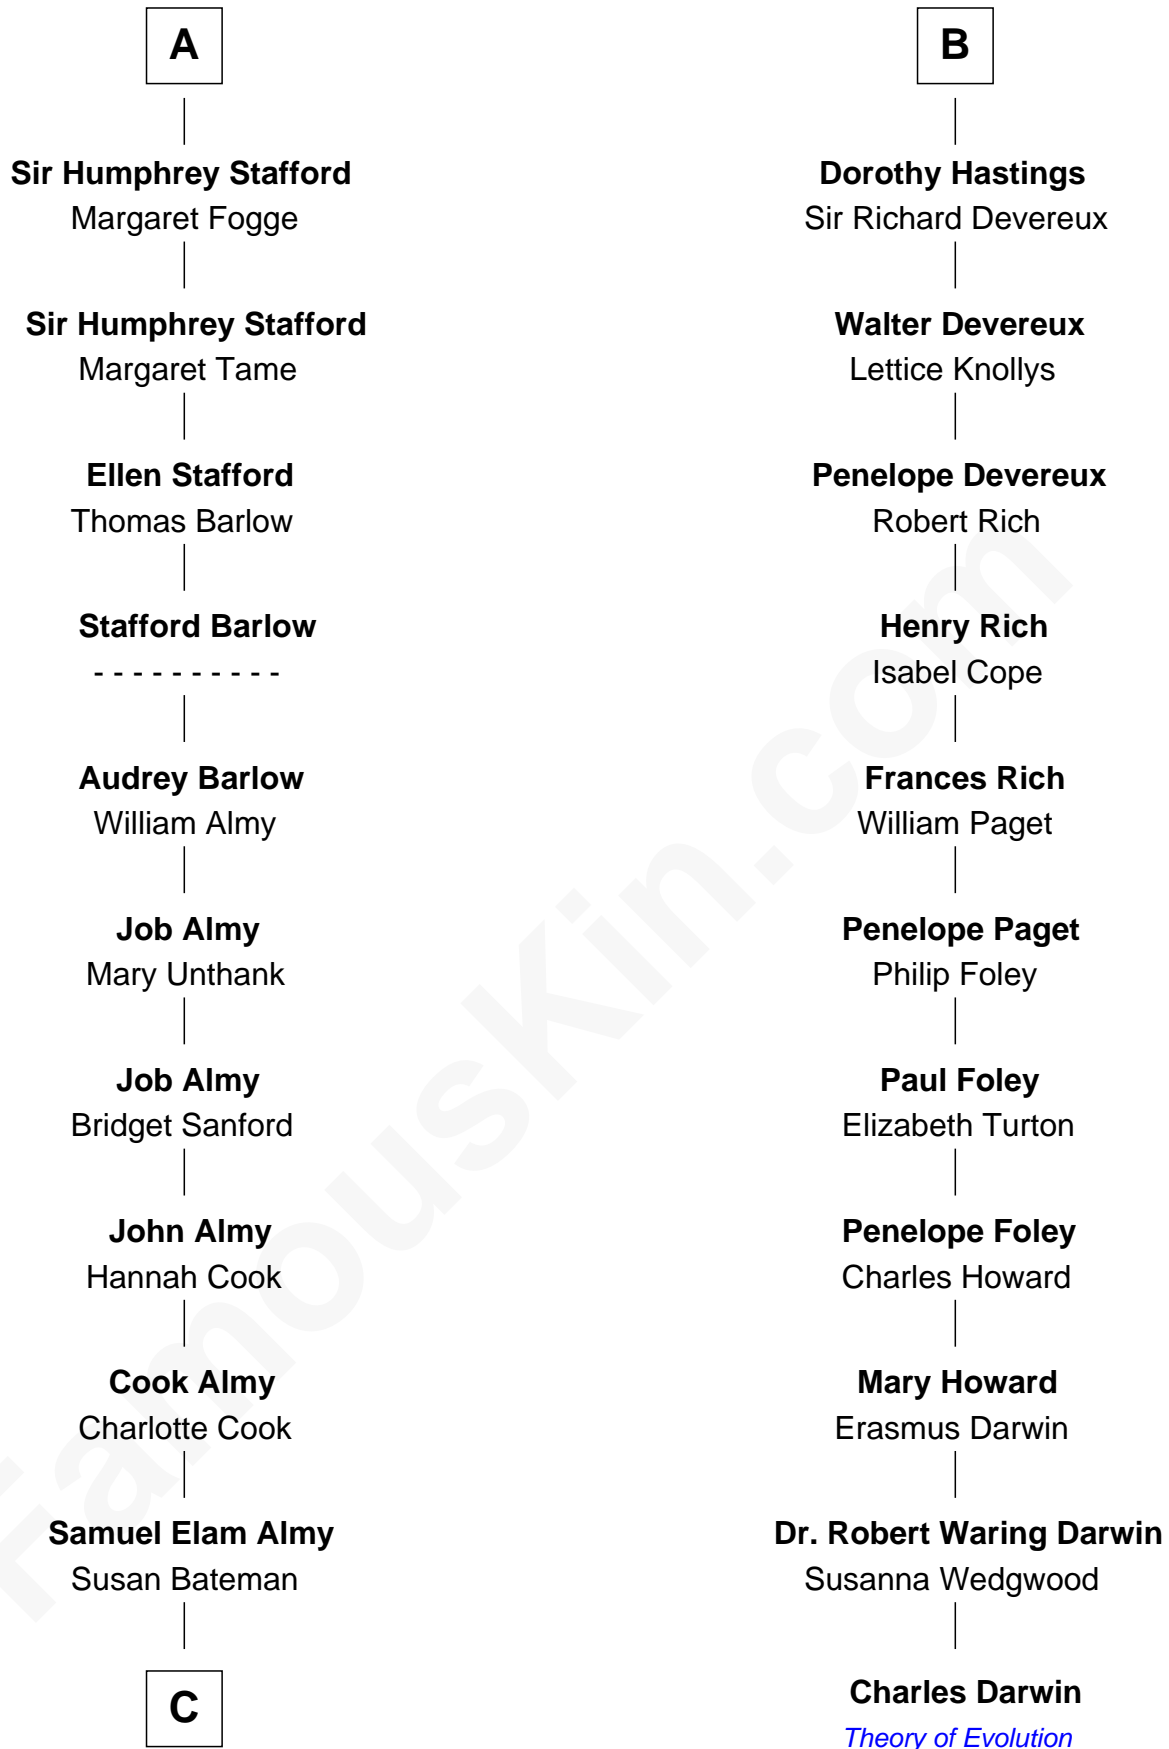 A
Sir Humphrey Stafford
Margaret Fogge
Sir Humphrey Stafford
Margaret Tame
Ellen Stafford
Thomas Barlow
Stafford Barlow
- - - - - - - - - -
Audrey Barlow
William Almy
Job Almy
Mary Unthank
Job Almy
Bridget Sanford
John Almy
Hannah Cook
Cook Almy
Charlotte Cook
Samuel Elam Almy
Susan Bateman
C
B
Dorothy Hastings
Sir Richard Devereux
Walter Devereux
Lettice Knollys
Penelope Devereux
Robert Rich
Henry Rich
Isabel Cope
Frances Rich
William Paget
Penelope Paget
Philip Foley
Paul Foley
Elizabeth Turton
Penelope Foley
Charles Howard
Mary Howard
Erasmus Darwin
Dr. Robert Waring Darwin
Susanna Wedgwood
Charles Darwin
Theory of Evolution
FamousKin.com